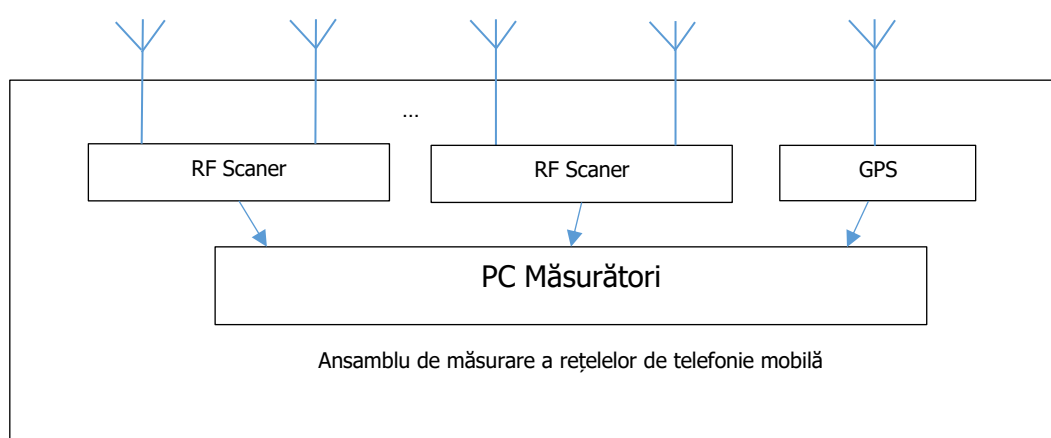 ...
RF Scaner
RF Scaner
GPS
PC Măsurători
Ansamblu de măsurare a rețelelor de telefonie mobilă